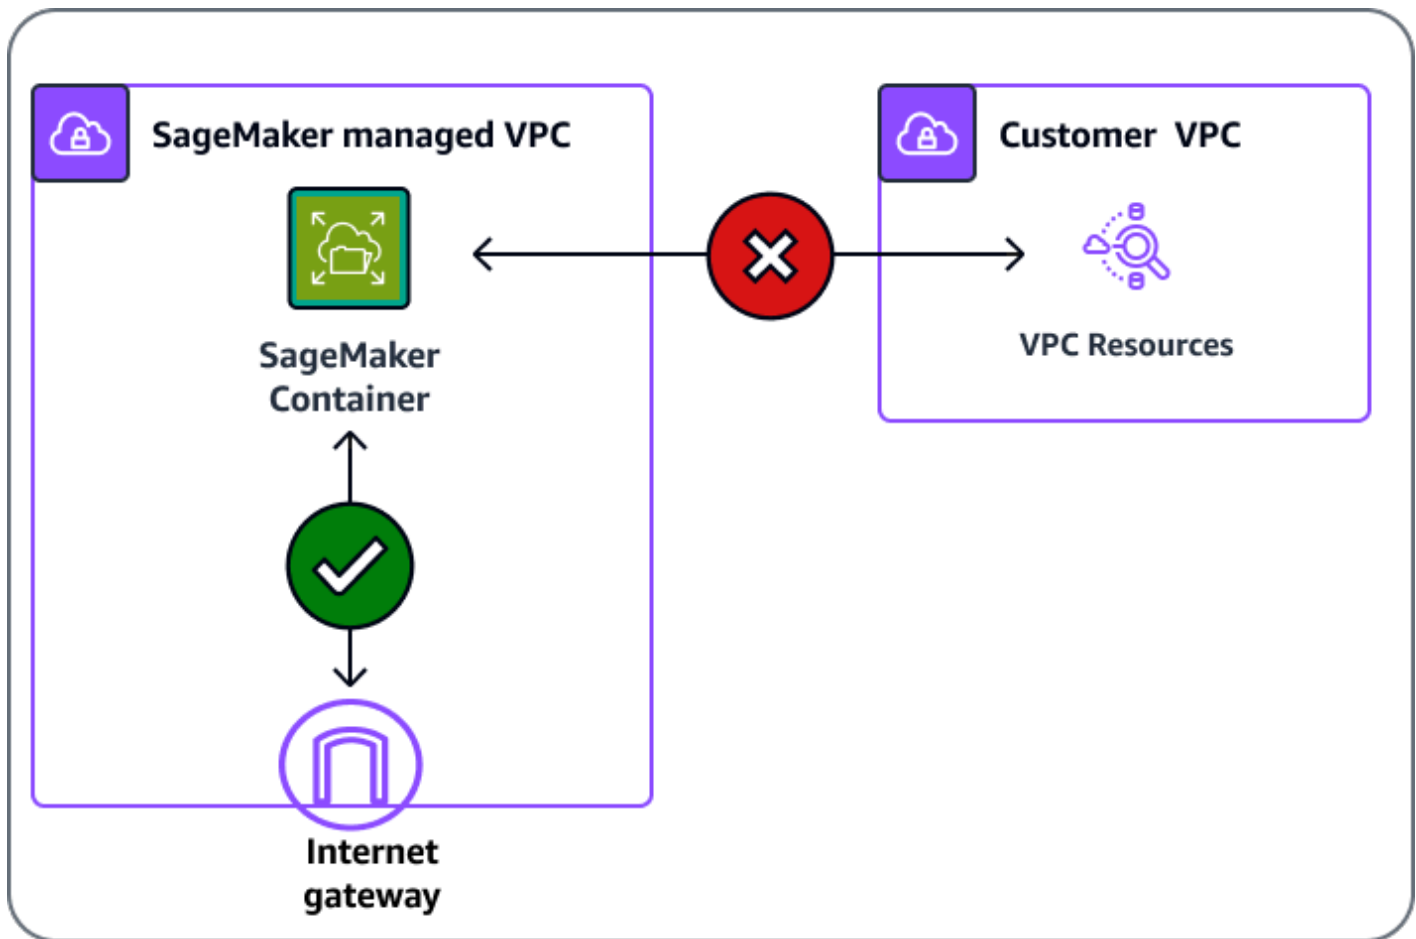 SageMaker managed VPC
Customer  VPC
SageMaker
Container
VPC Resources
Internet
gateway